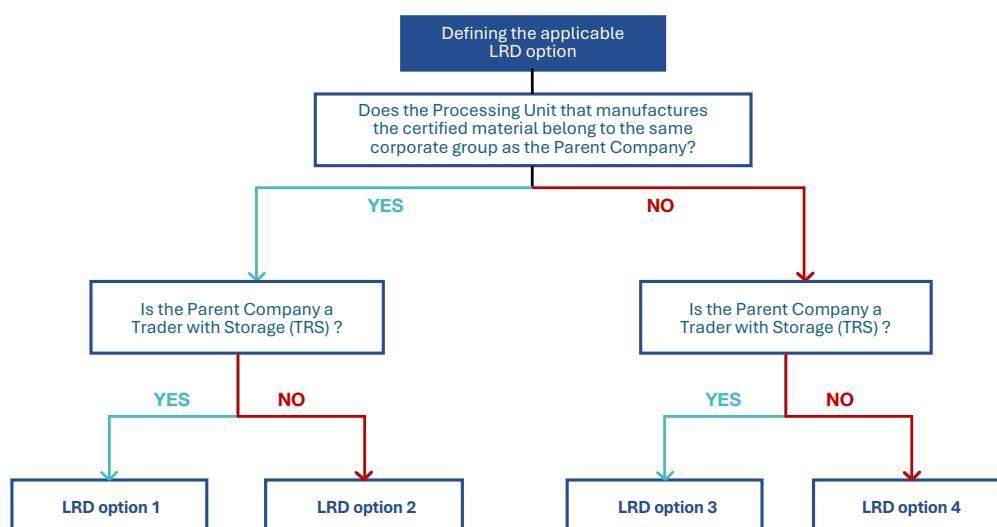 Defining the applicable
LRD option
Does the Processing Unit that manufactures
the certified material belong to the same
corporate group as the Parent Company?
YES
NO
Is the Parent Company a
Trader with Storage (TRS) ?
Is the Parent Company a
Trader with Storage (TRS) ?
YES
NO
YES
NO
LRD option 1
LRD option 2
LRD option 3
LRD option 4